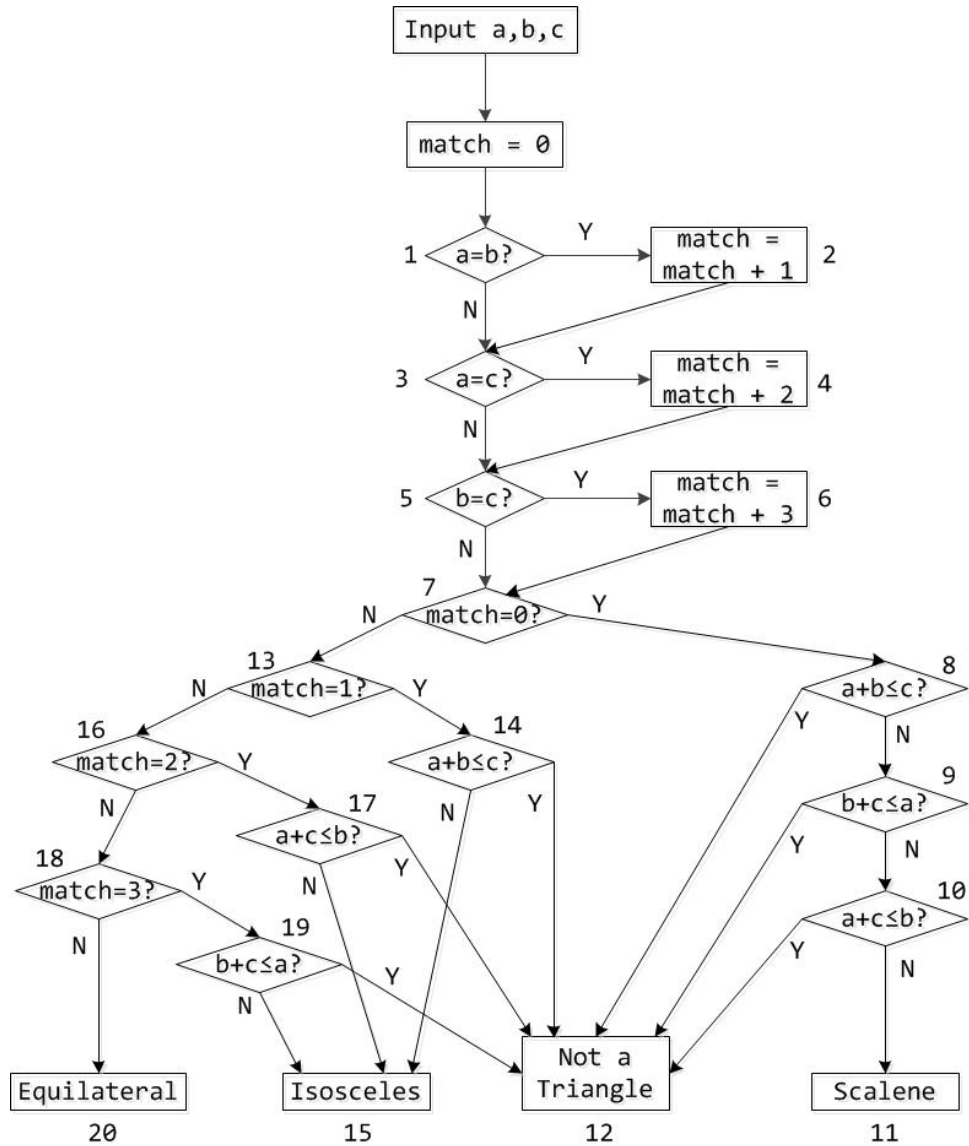 Input a,b,c
match = 0
1
a=b?
Y
match =
match + 1
2
N
3
a=c?
Y
match =
match + 2
4
N
5
b=c?
Y
match =
match + 3
6
N
7
N
match=0?
Y
13
N
match=1?
Y
8
a+b≤c?
Y
N
16
match=2?
Y
N
14
a+b≤c?
N
Y
9
b+c≤a?
Y
N
17
a+c≤b?
N
Y
18
match=3?
Y
N
10
a+c≤b?
Y
N
19
b+c≤a?
Y
N
Equilateral
Isosceles
Not a
Triangle
Scalene
20
15
12
11